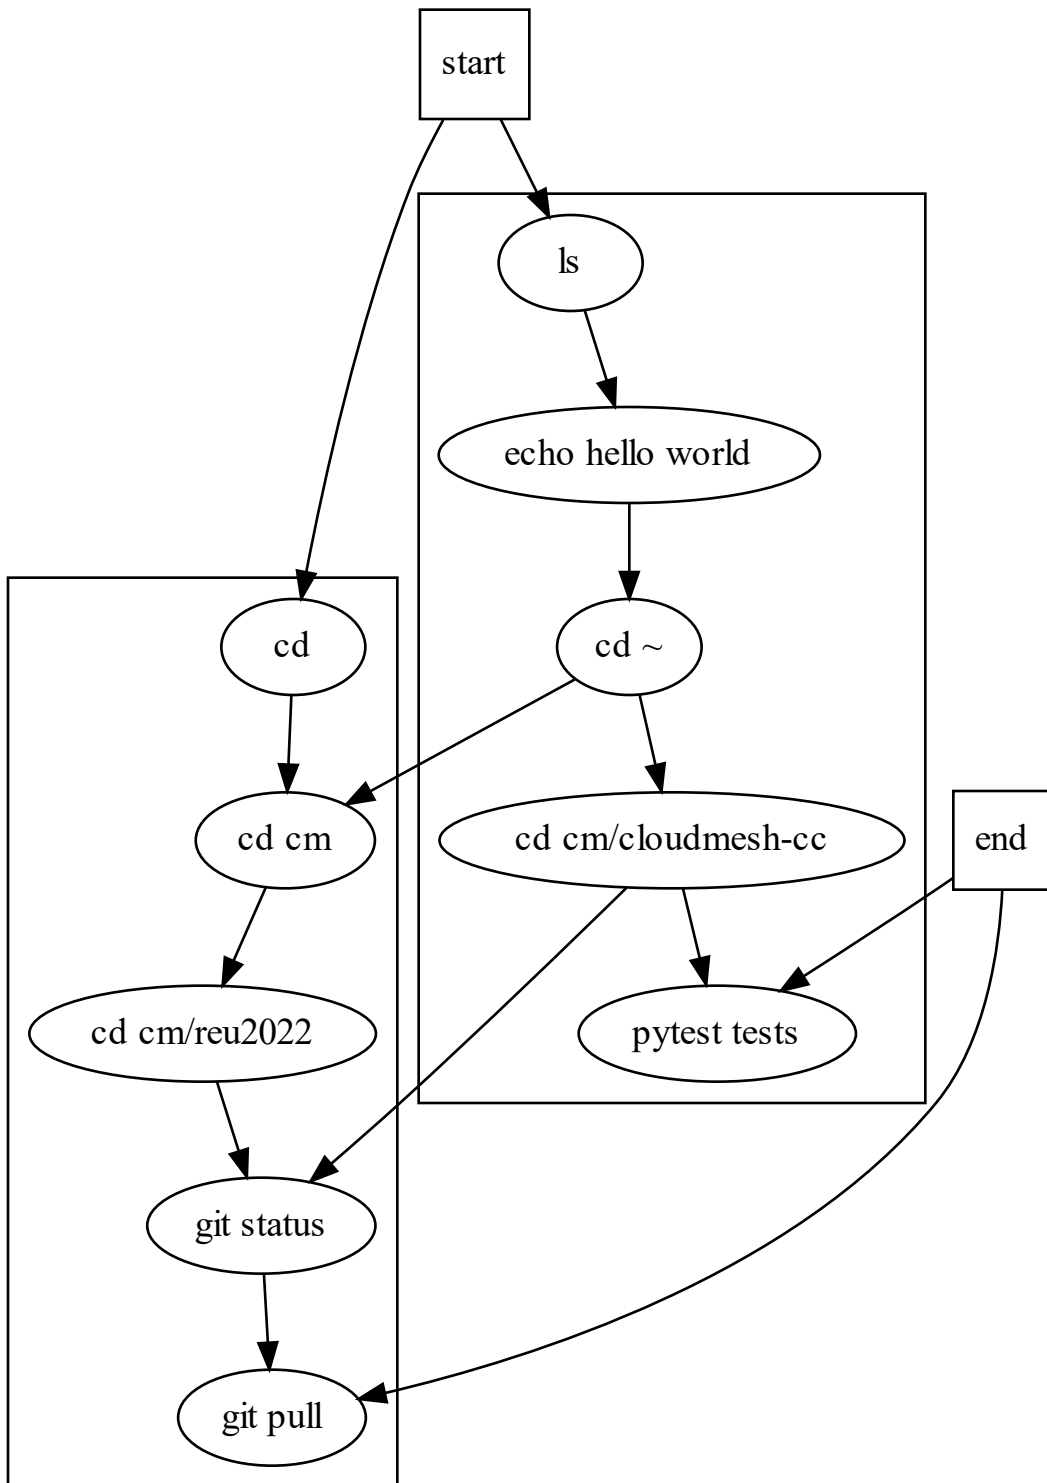 start
ls
echo hello world
cd
cd ~
cd cm
cd cm/cloudmesh-cc
end
cd cm/reu2022
pytest tests
git status
git pull